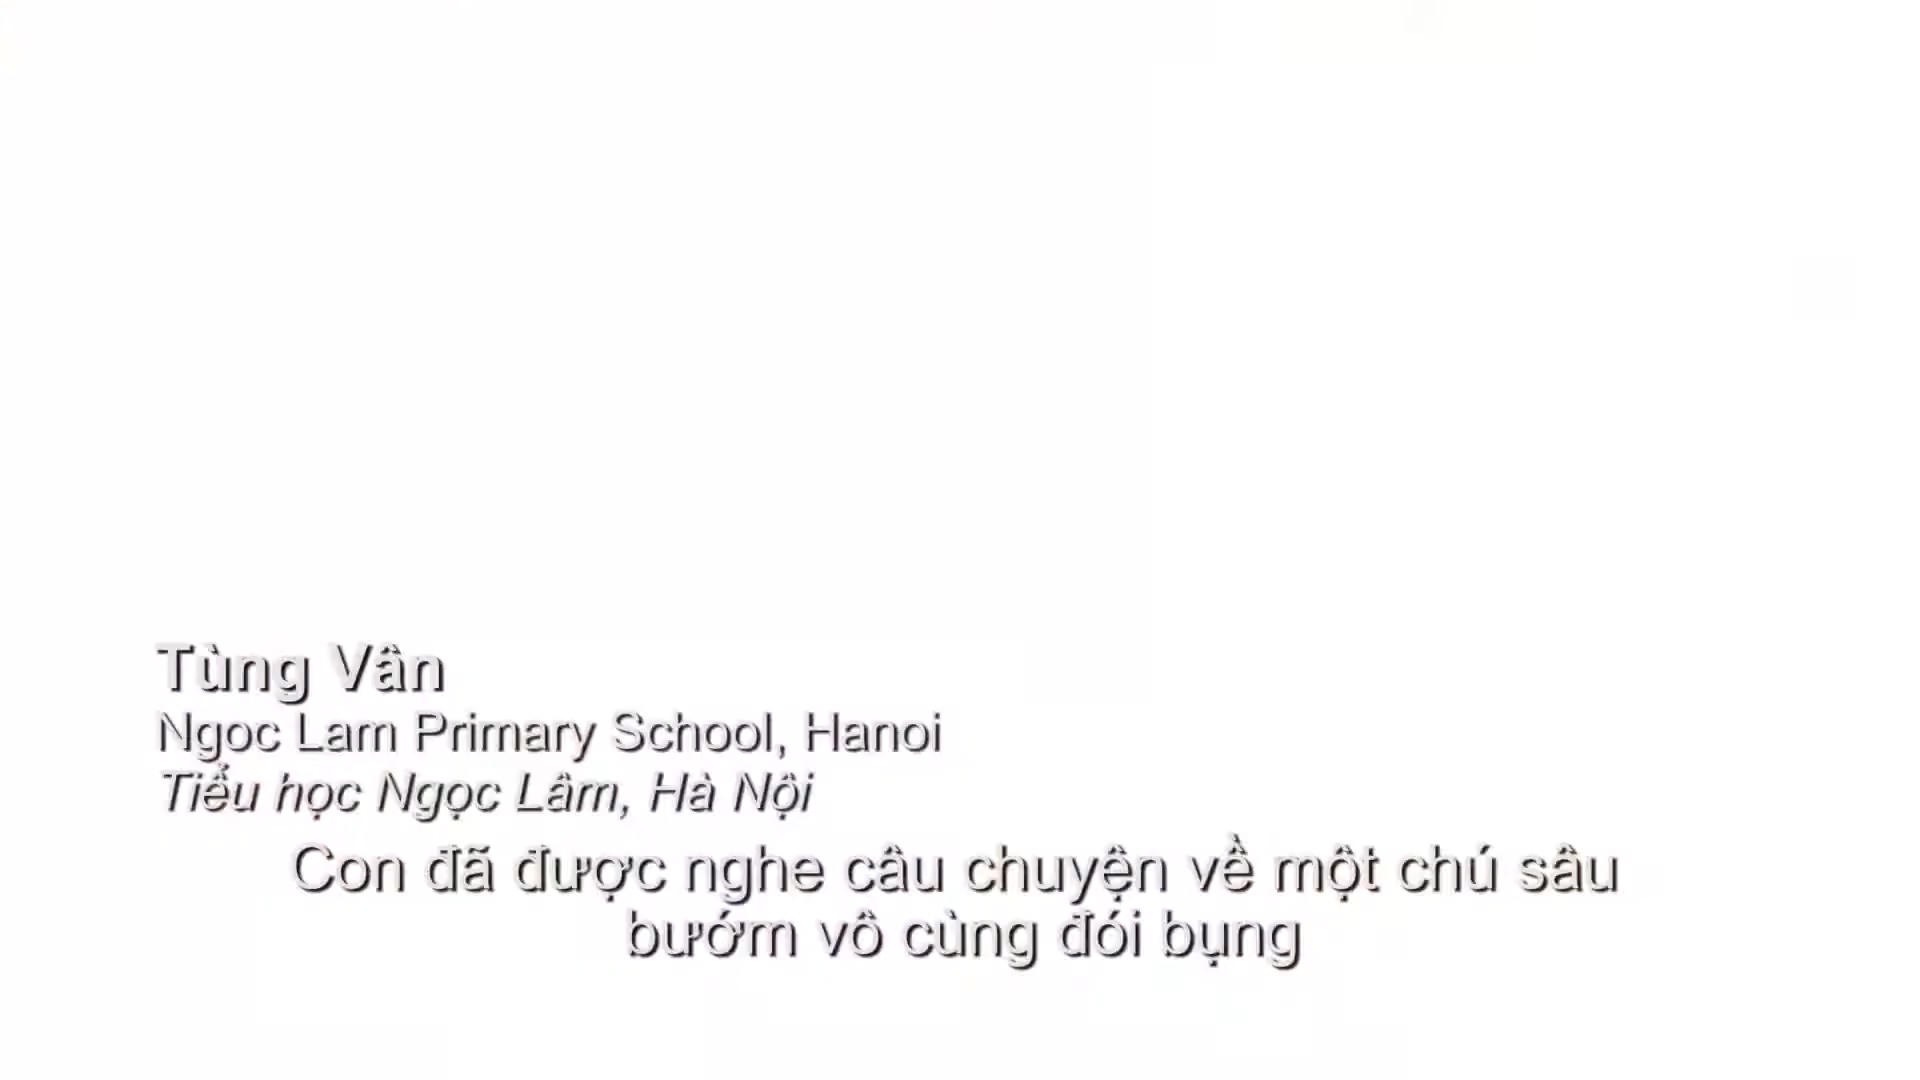 Tùng Vân
Ngoc Lam Primary School, Hanoi
Tiểu học Ngọc Lâm, Hà Nội
Con đã được nghe câu chuyện về một chú sâu
bướm vô cùng đói bụng